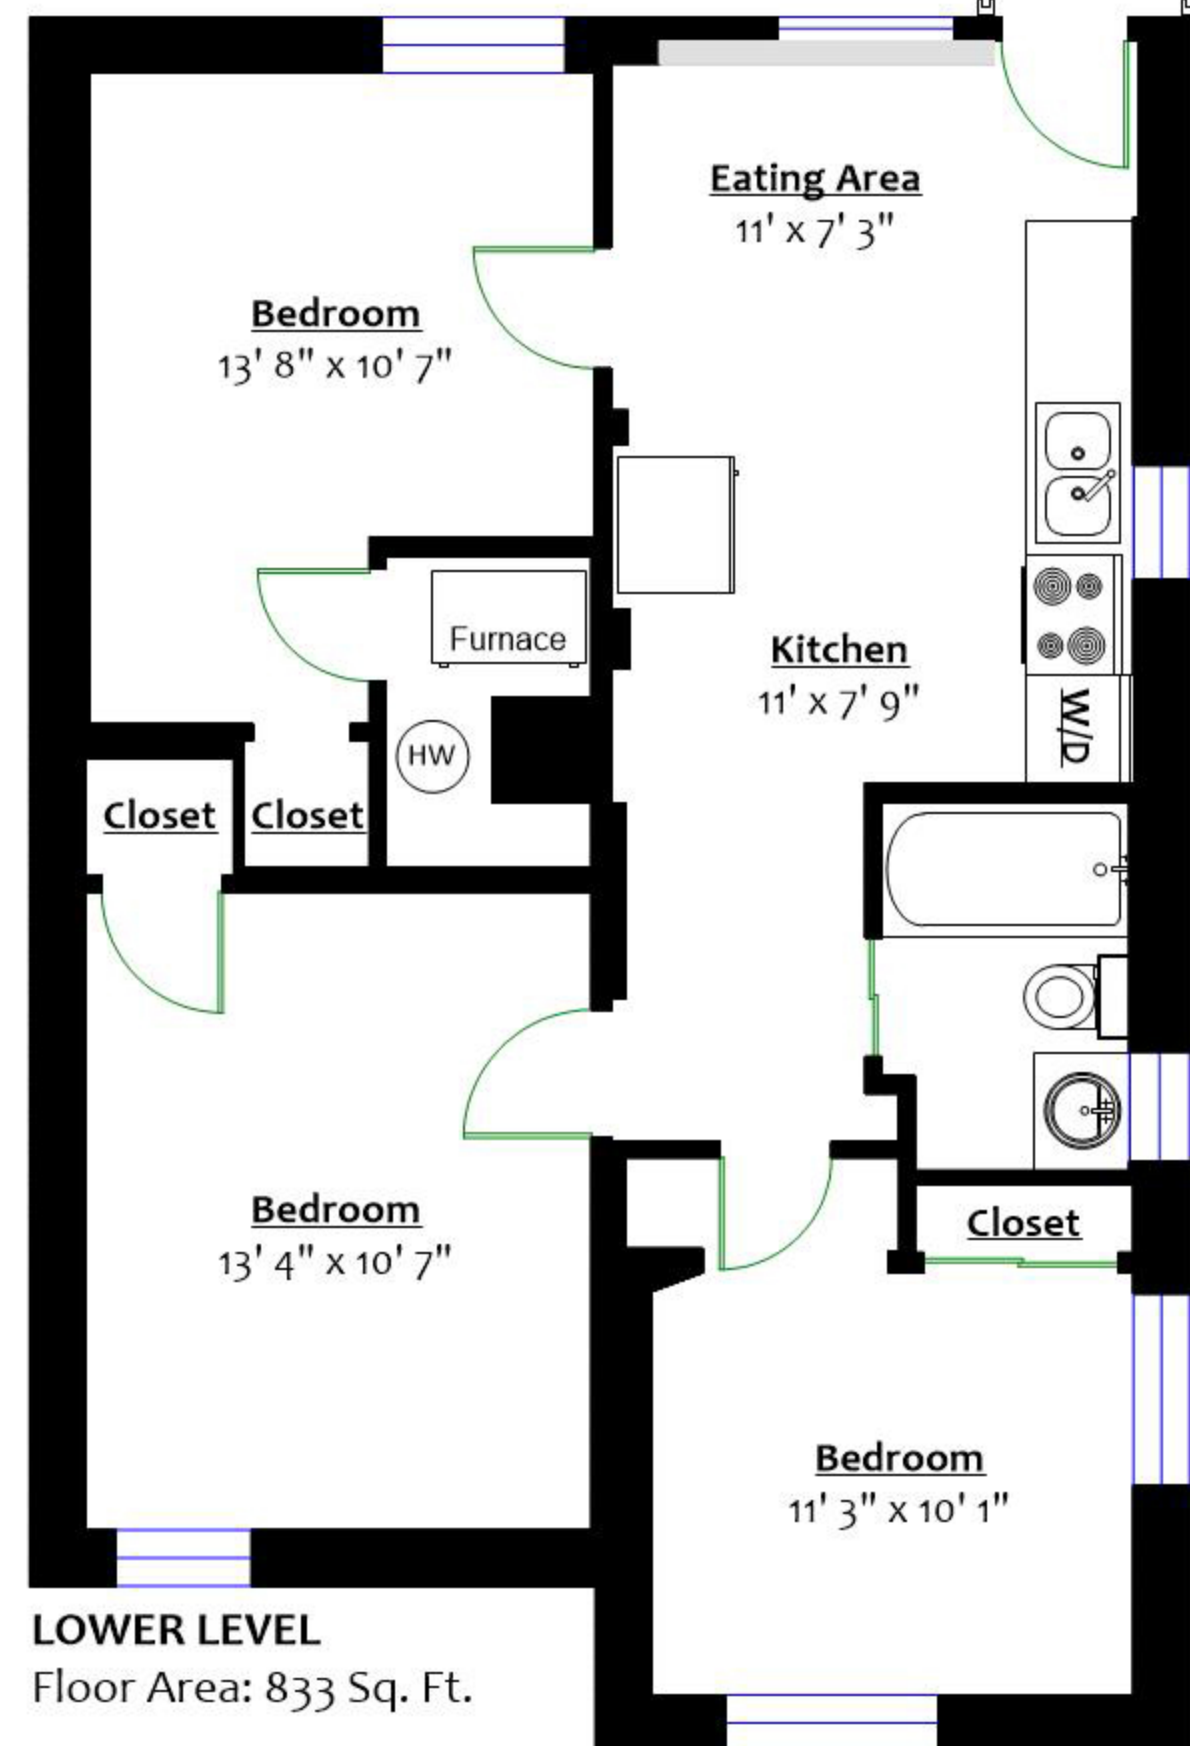 Eating Area
11' x 7' 3"
Bedroom
13' 8" x 10' 7"
Furnace
Kitchen
11' x 7' 9"
W/D
HW
Closet
Closet
Bedroom
13' 4" x 10' 7"
Closet
Bedroom
11' 3" x 10' 1"
LOWER LEVEL
Floor Area: 833 Sq. Ft.